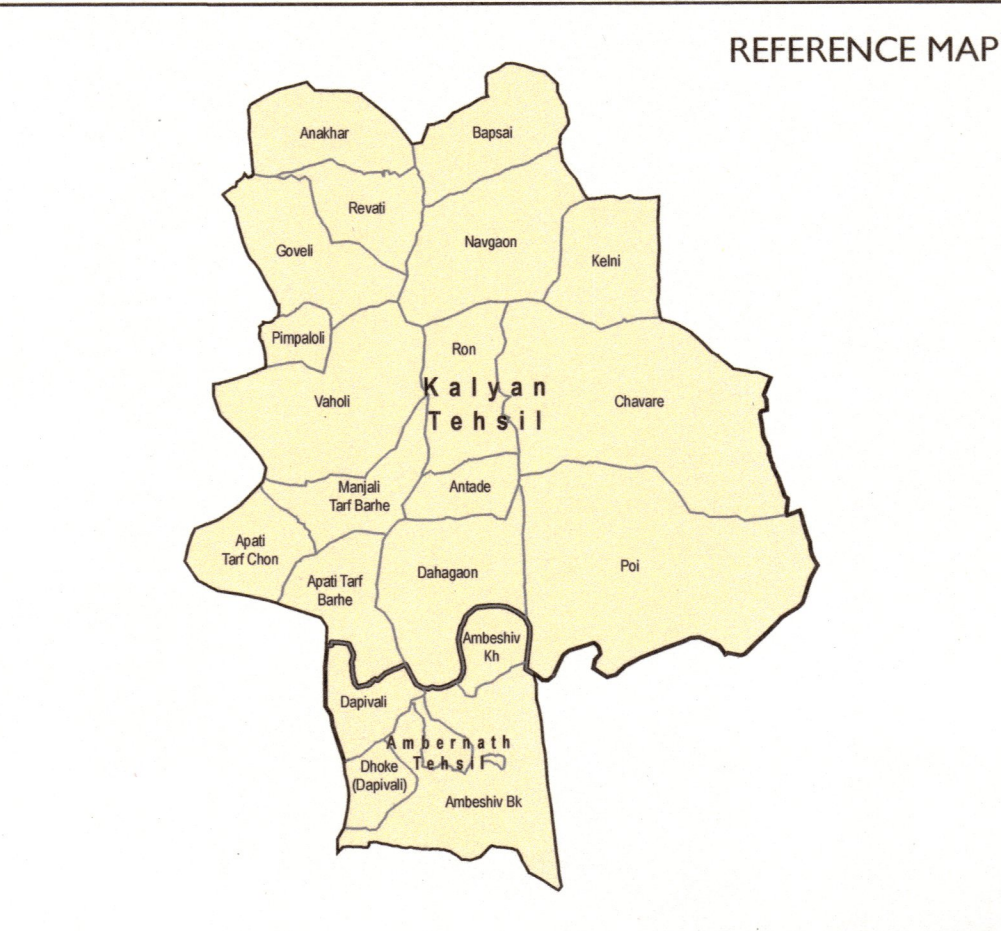 REFERENCE MAP
Anakhar
Bapsai
Revati
Navgaon
Goveli
Kelni
Pimpaloli
Ron
Kalyan
Tehsil
Vaholi
Chavare
Manjali
Tarf Barhe
Antade
Apati
Tarf Chon
Apati Tarf
Barhe
Dahagaon
Poi
Ambeshiv
Kh
Dapivali
Ambernath
Tehsil
Dhoke
(Dapivali)
Ambeshiv Bk